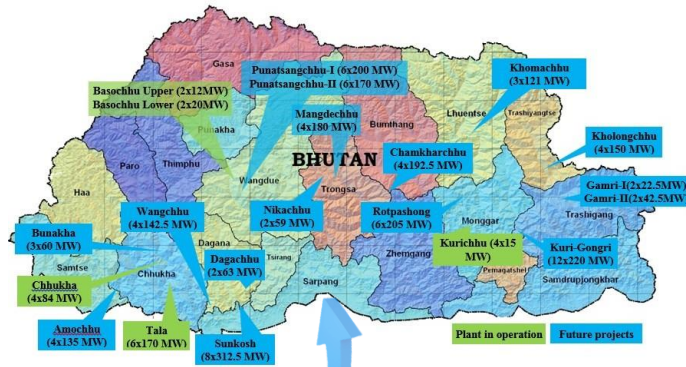 Gasa
Punatsangchhu-I (6x200 MW)
Punatsangchhu-II (6x170 MW)
Khomachhu
(3x121 MW)
Basochhu Upper (2x12MW)
Basochhu Lower (2x20MW)
Mangdechhu
(4x180 MW)
Lhuentse
Trashiyangtse
Punakha
Bumthang
Kholongchhu
(4x150 MW)
Paro
Thimphu
BHUTAN
Chamkharchhu
(4x192.5 MW)
Haa
Wangdue
Trongsa
Gamri-I(2x22.5MW)
Gamri-II(2x42.5MW)
Wangchhu
(4x142.5 MW)
Nikachhu
(2x59 MW)
Rotpashong
(6x205 MW)
Monggar
Trashigang
Bunakha
(3x60 MW)
Dagana
Dagachhu
(2x63 MW)
Tsirang
Kurichhu (4x15
MW)
Kuri-Gongri
(12x220 MW)
Samtse
Chhukha
Zhemgang
Pemagatshel
Sarpang
Samdrupjongkhar
Chhukha
(4x84 MW)
Amochhu
(4x135 MW)
Tala
(6x170 MW)
Sunkosh
(8x312.5 MW)
Plant in operation
Future projects